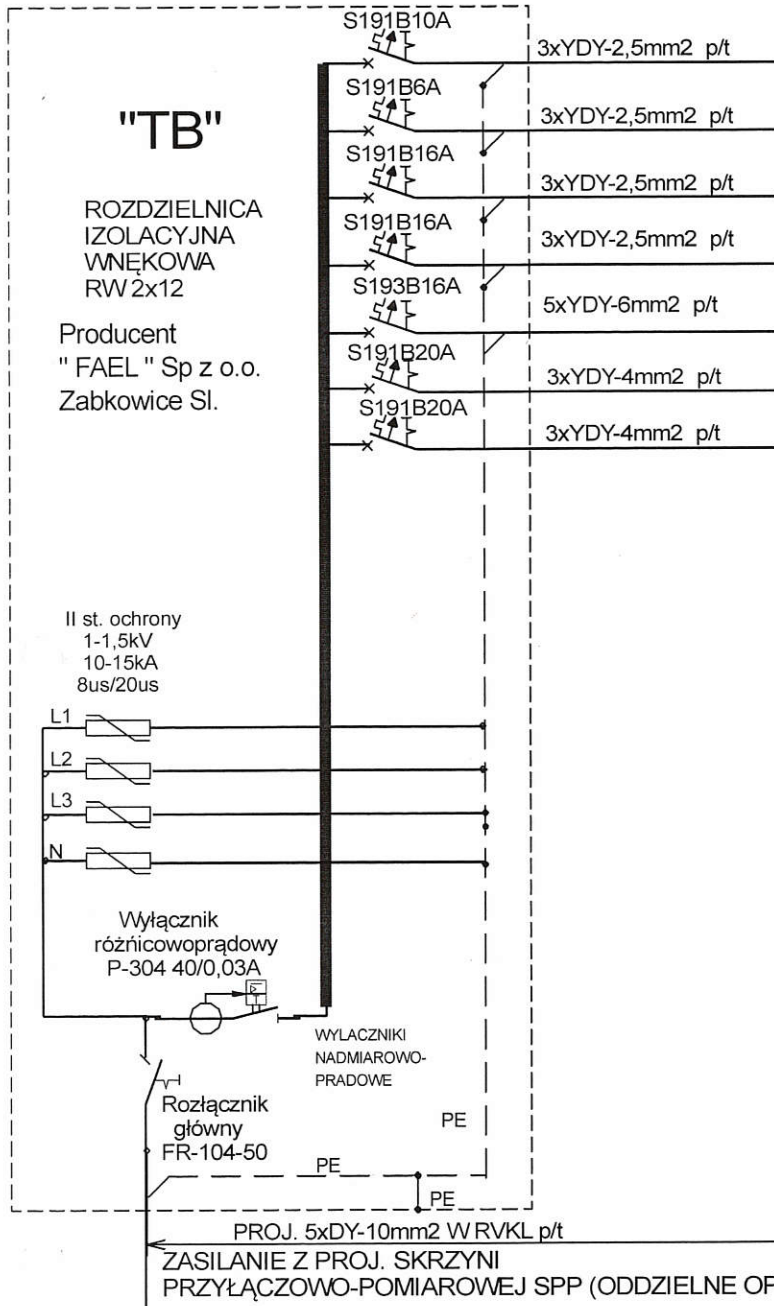 S191B10A
3xYDY-2,5mm2 p/t
S191B6A
3xYDY-2,5mm2 p/t
"TB"
S191B16A
3xYDY-2,5mm2 p/t
ROZDZIELNICA
IZOLACYJNA
WNĘKOWA
RW 2x12
S191B16A
3xYDY-2,5mm2 p/t
S193B16A
5xYDY-6mm2 p/t
Producent
" FAEL " Sp z o.o.
Zabkowice Sl.
S191B20A
3xYDY-4mm2 p/t
S191B20A
3xYDY-4mm2 p/t
II st. ochrony
1-1,5kV
10-15kA
8us/20us
L1
L2
L3
N
Wyłącznik
różńicowoprądowy
P-304 40/0,03A
WYLACZNIKI
NADMIAROWO-
PRADOWE
Rozłącznik
główny
FR-104-50
PE
PE
PE
PROJ. 5xDY-10mm2 W RVKL p/t
ZASILANIE Z PROJ. SKRZYNI
PRZYŁĄCZOWO-POMIAROWEJ SPP (ODDZIELNE OP